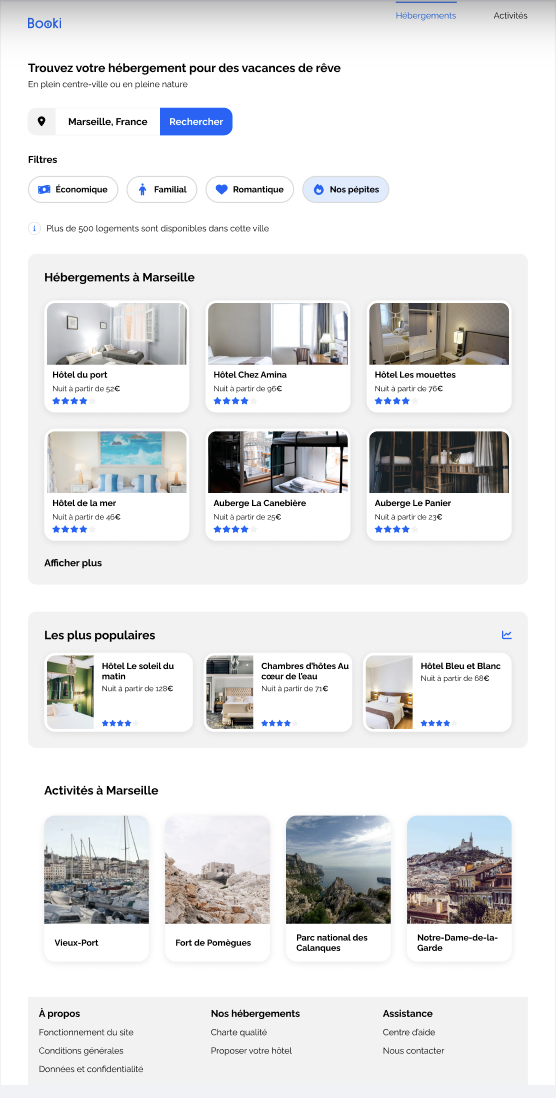 Booki
Hébergements
Activités
Trouvez votre hébergement pour des vacances de rêve
En plein centre-ville ou en pleine nature
Marseille, France
Rechercher
Filtres
Économique
Familial
Romantique
Nos pépites
Plus de 500 logements sont disponibles dans cette ville
Hébergements à Marseille
Hôtel du port
Nuit à partir de 52€
Hôtel Chez Amina
Nuit à partir de 96€
Hôtel Les mouettes
Nuit à partir de 76€
Hôtel de la mer
Nuit à partir de 46€
Auberge La Canebière
Nuit à partir de 25€
Auberge Le Panier
Nuit à partir de 23€
Afficher plus
Les plus populaires
Hôtel Le soleil du
matin
Nuit à partir de 128€
Chambres d'hôtes Au
cœur de l'eau
Nuit à partir de 71€
Hôtel Bleu et Blanc
Nuit à partir de 68€
Activités à Marseille
Vieux-Port
Fort de Pomègues
Parc national des
Calanques
Notre-Dame-de-la-
Garde
À propos
Fonctionnement du site
Conditions générales
Données et confidentialité
Nos hébergements
Charte qualité
Proposer votre hôtel
Assistance
Centre d'aide
Nous contacter